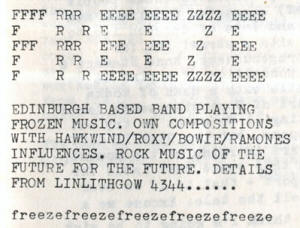 FFFF RRR  EEEE EEEE ZZZZ EEEE
F    R  R E    E       Z E
FFF  RRR  EEE  EEE    Z  EEE
F    R R  E    E     Z   E
F    R  R EEEE EEEE ZZZZ EEEE
EDINBURGH BASED BAND PLAYING
FROZEN MUSIC. OWN COMPOSITIONS
WITH HAWKWIND/ROXY/BOWIE/RAMONES
INFLUENCES. ROCK MUSIC OF THE
FUTURE FOR THE FUTURE. DETAILS
FROM LINLITHGOW 4344......
freezefreezefreezefreezefreeze